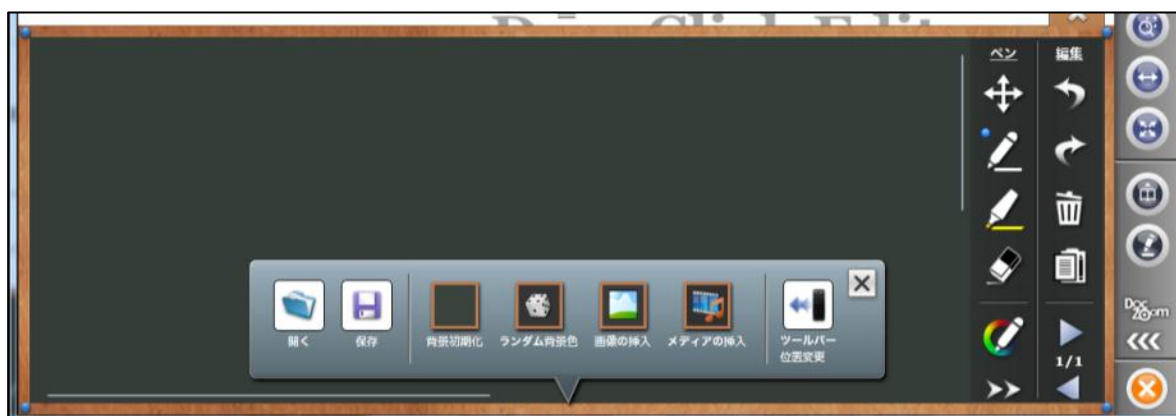 ペン
編集
開く
保存
背景初期化
ランダム背景色
画像の挿入
メディアの挿入
ツールバー
位置変更
Doc
Zoom
1/1